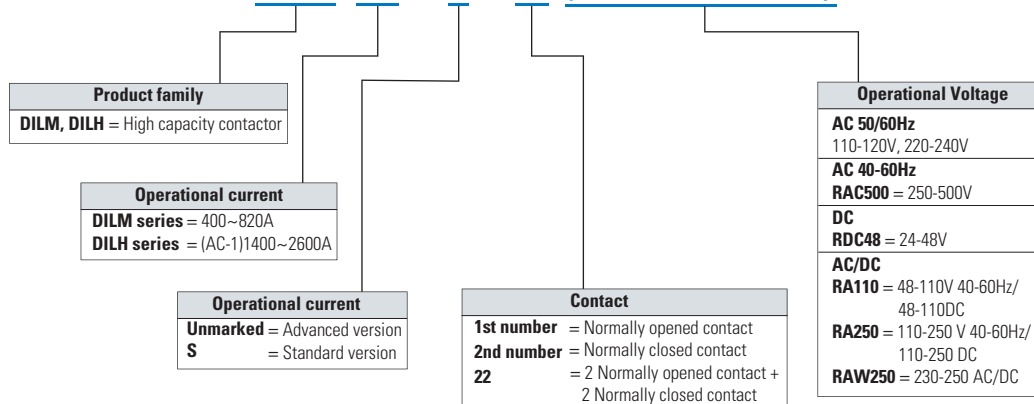 Product family
DILM, DILH = High capacity contactor
Operational current
DILM series = 400~820A
DILH series = (AC-1)1400~2600A
Operational current
Unmarked = Advanced version
S = Standard version
Contact
1st number = Normally opened contact
2nd number = Normally closed contact
22 = 2 Normally opened contact +
2 Normally closed contact
Operational Voltage
AC 50/60Hz
110-120V, 220-240V
AC 40-60Hz
RAC500 = 250-500V
DC
RDC48 = 24-48V
AC/DC
RA110 = 48-110V 40-60Hz/
48-110DC
RA250 = 110-250 V 40-60Hz/
110-250 DC
RAW250 = 230-250 AC/DC